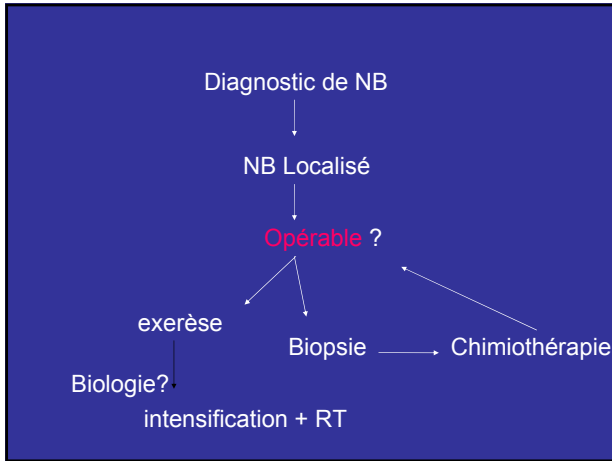 Diagnostic de NB
NB Localisé
Opérable ?
exerèse
Biopsie
Chimiothérapie
Biologie?
intensification + RT